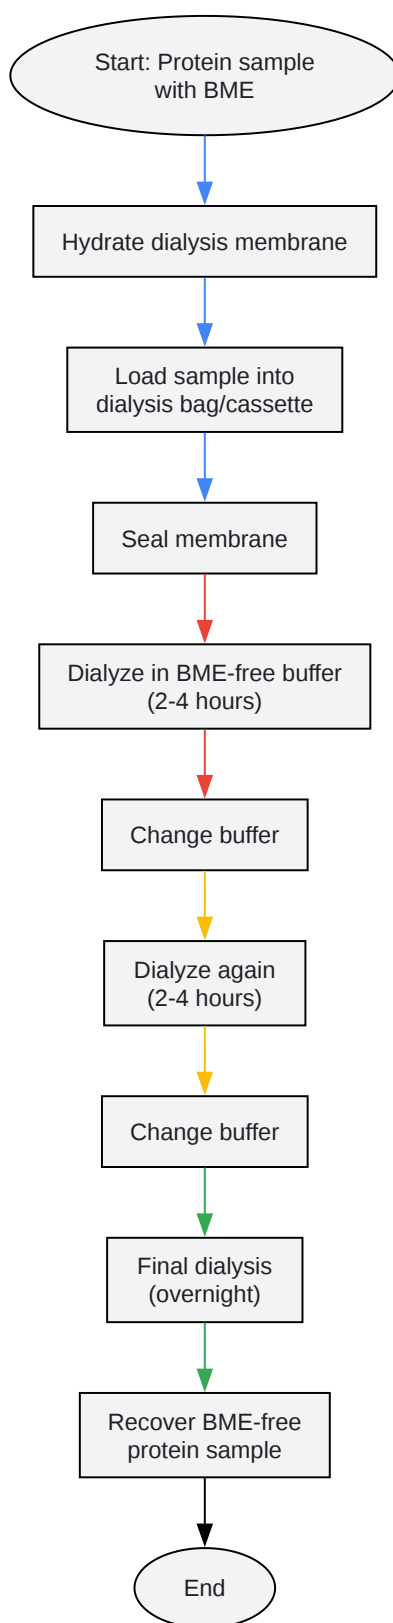 Start: Protein sample
with BME
Hydrate dialysis membrane
Load sample into
dialysis bag/cassette
Seal membrane
Dialyze in BME-free buffer
(2-4 hours)
Change buffer
Dialyze again
(2-4 hours)
Change buffer
Final dialysis
(overnight)
Recover BME-free
protein sample
End